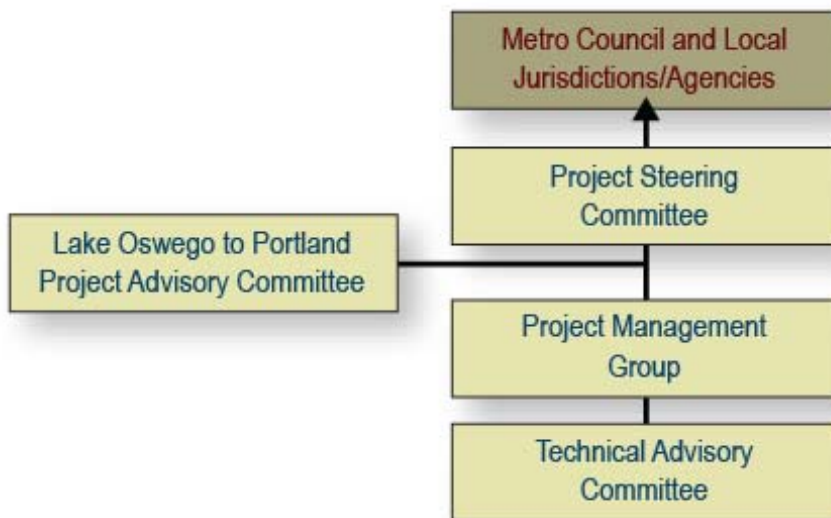 Metro Council and Local
Jurisdictions/Agencies
Project Steering
Committee
Lake Oswego to Portland
Project Advisory Committee
Project Management
Group
Technical Advisory
Committee